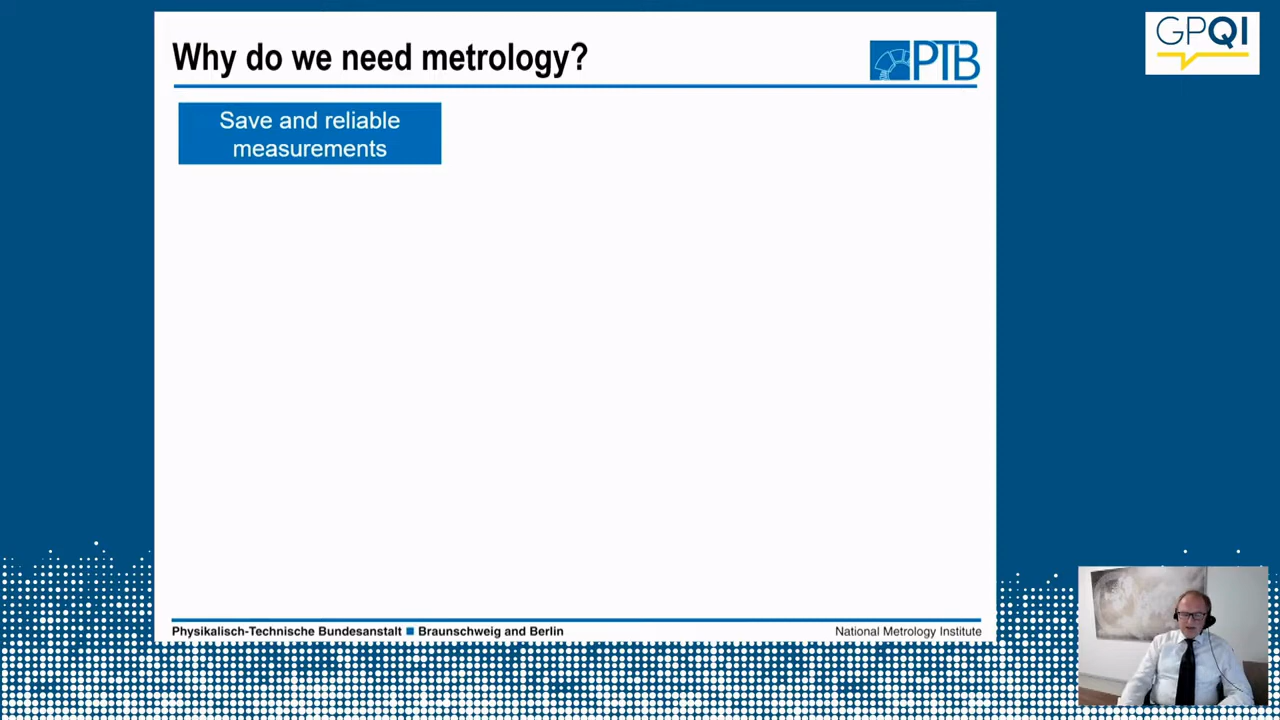 GPQI
Why do we need metrology?
PTB
Save and reliable
measurements
Physikalisch-Technische Bundesanstalt ■ Braunschweig and Berlin
National Metrology Institute